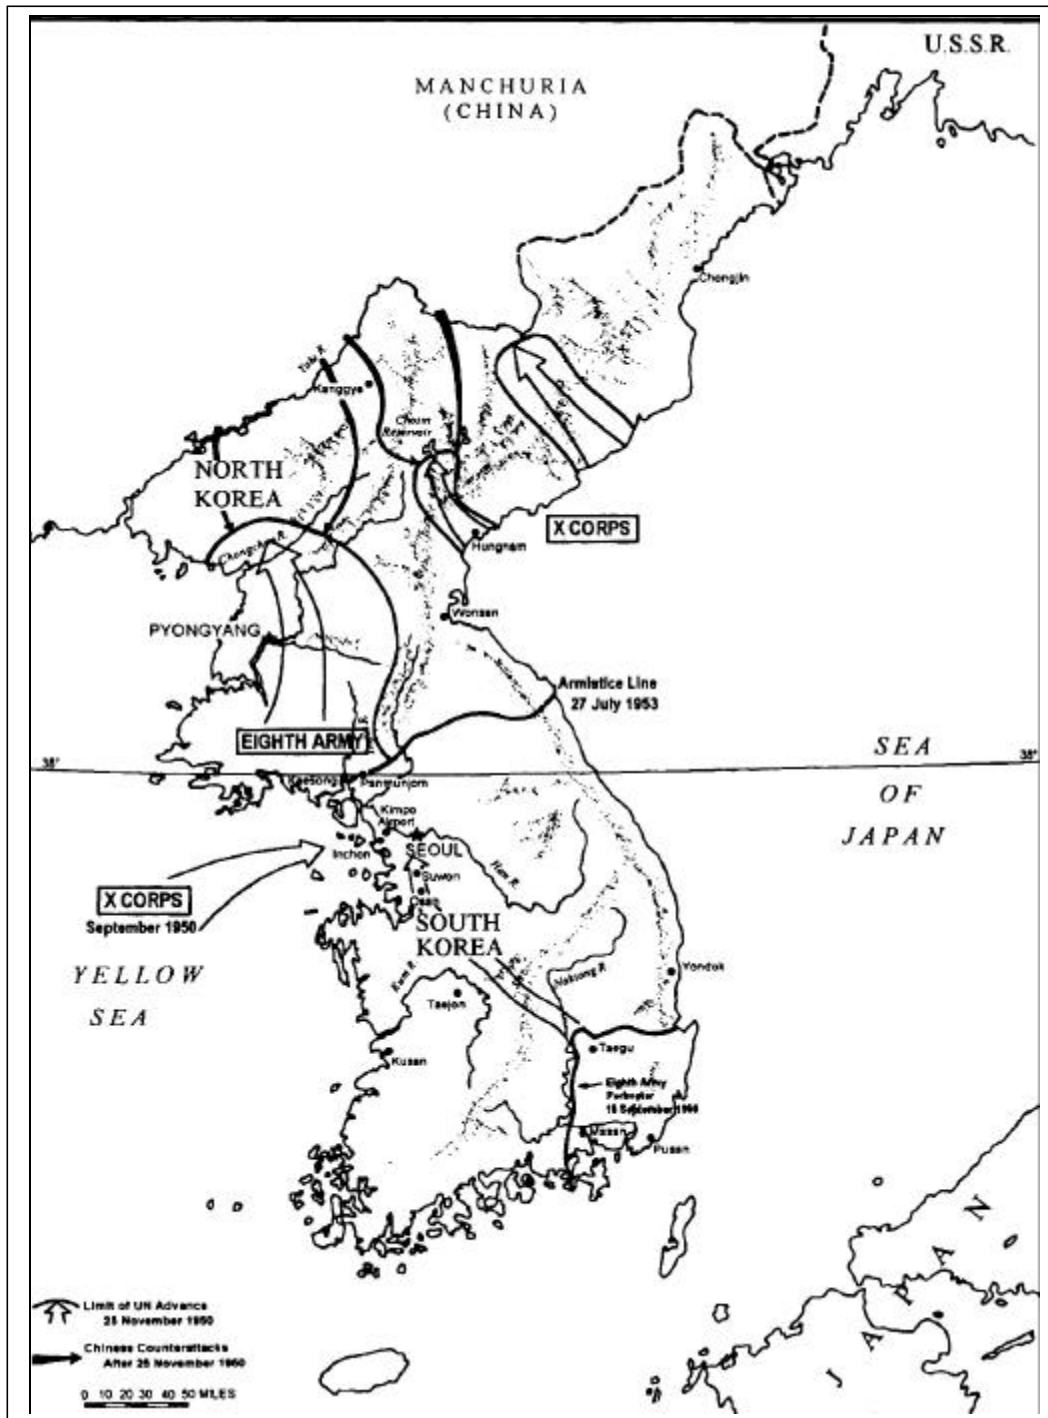 U.S.S.R.
MANCHURIA
(CHINA)
Chongjin
Yalu R.
Kanggye
Chosin
Reservoir
NORTH
KOREA
X CORPS
Hungnam
Chongchon R.
Wonsan
PYONGYANG
Armistice Line
27 July 1953
EIGHTH ARMY
38°
38°
SEA
OF
JAPAN
Kaesong
Panmunjom
Kimpo
Airport
Inchon
SEOUL
Suwon
Osan
Han R.
X CORPS
September 1950
SOUTH
KOREA
YELLOW
SEA
Kum R.
Naktong R.
Yondok
Taejon
Kusan
Taegu
Eighth Army
Perimeter
September
Masan
Pusan
JAPAN
Limit of UN Advance
25 November 1950
Chinese Counterattacks
After 25 November 1950
0 10 20 30 40 50 MILES